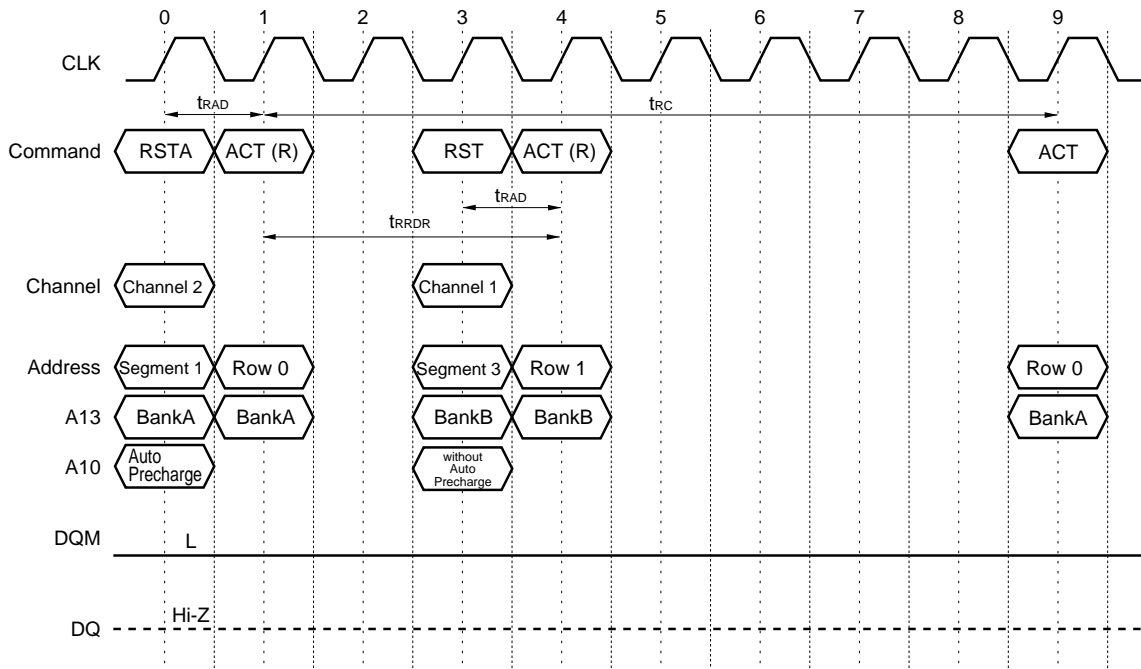 0 1 2 3 4 5 6 7 8 9
CLK
tRAD tRC
Command RSTA ACT (R) RST ACT (R) ACT
tRAD
tRRDR
Channel Channel 2 Channel 1
Address Segment 1 Row 0 Segment 3 Row 1 Row 0
A13 BankA BankA BankB BankB BankA
A10 Auto Precharge without Auto Precharge
DQM L
Hi-Z
DQ